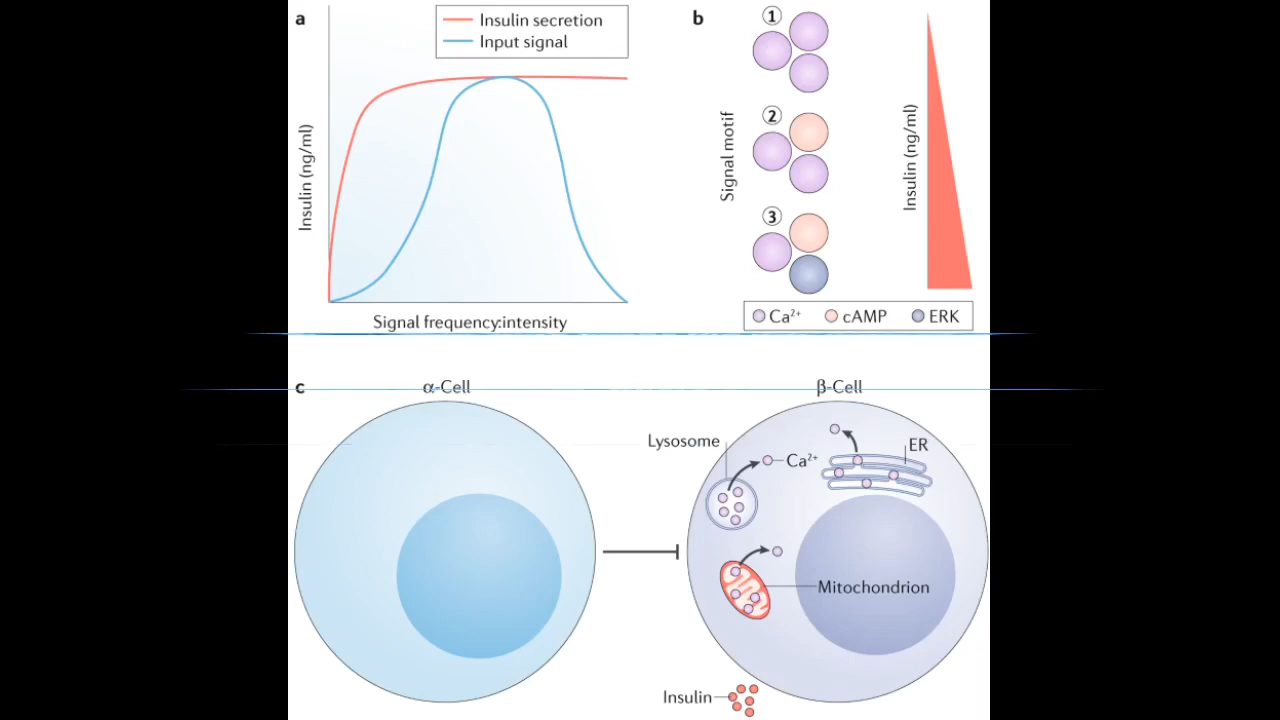 a
Insulin secretion
Input signal
Insulin (ng/ml)
Signal frequency:intensity
b
1
2
3
Signal motif
Insulin (ng/ml)
Ca²⁺
cAMP
ERK
c
α-Cell
β-Cell
Lysosome
Ca²⁺
ER
Mitochondrion
Insulin